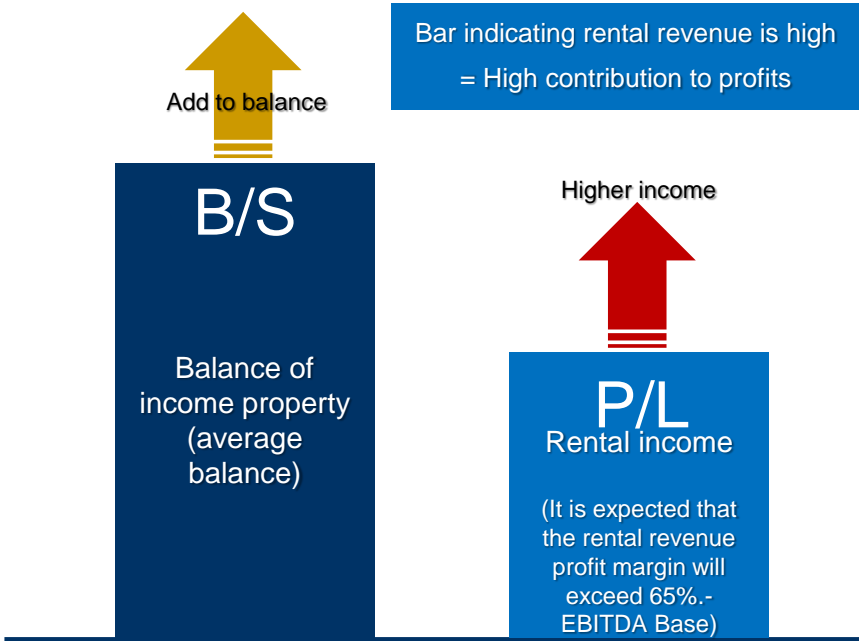 Bar indicating rental revenue is high
= High contribution to profits
Add to balance
B/S
Balance of
income property
(average
balance)
Higher income
P/L
Rental income
(It is expected that
the rental revenue
profit margin will
exceed 65%.-
EBITDA Base)